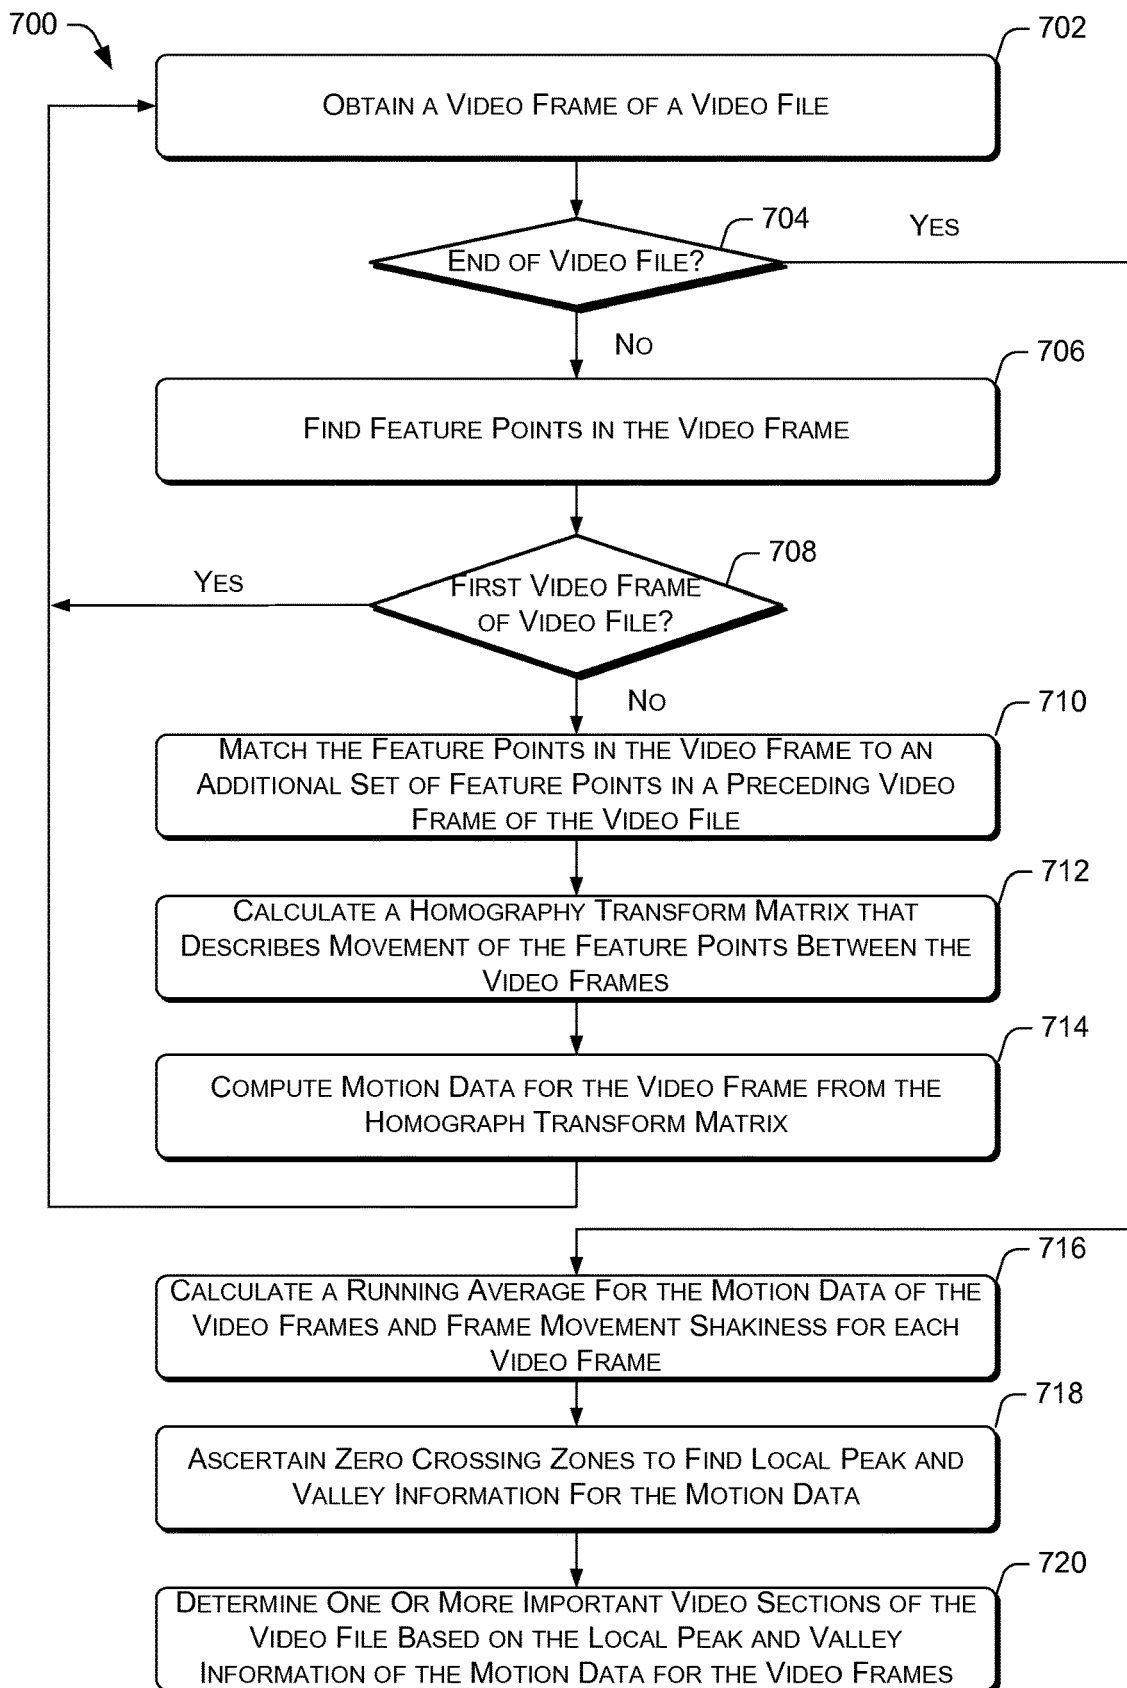 700
702
OBTAIN A VIDEO FRAME OF A VIDEO FILE
704
YES
END OF VIDEO FILE?
NO
706
FIND FEATURE POINTS IN THE VIDEO FRAME
708
YES
FIRST VIDEO FRAME
OF VIDEO FILE?
NO
710
MATCH THE FEATURE POINTS IN THE VIDEO FRAME TO AN
ADDITIONAL SET OF FEATURE POINTS IN A PRECEDING VIDEO
FRAME OF THE VIDEO FILE
712
CALCULATE A HOMOGRAPHY TRANSFORM MATRIX THAT
DESCRIBES MOVEMENT OF THE FEATURE POINTS BETWEEN THE
VIDEO FRAMES
714
COMPUTE MOTION DATA FOR THE VIDEO FRAME FROM THE
HOMOGRAPH TRANSFORM MATRIX
716
CALCULATE A RUNNING AVERAGE FOR THE MOTION DATA OF THE
VIDEO FRAMES AND FRAME MOVEMENT SHAKINESS FOR EACH
VIDEO FRAME
718
ASCERTAIN ZERO CROSSING ZONES TO FIND LOCAL PEAK AND
VALLEY INFORMATION FOR THE MOTION DATA
720
DETERMINE ONE OR MORE IMPORTANT VIDEO SECTIONS OF THE
VIDEO FILE BASED ON THE LOCAL PEAK AND VALLEY
INFORMATION OF THE MOTION DATA FOR THE VIDEO FRAMES